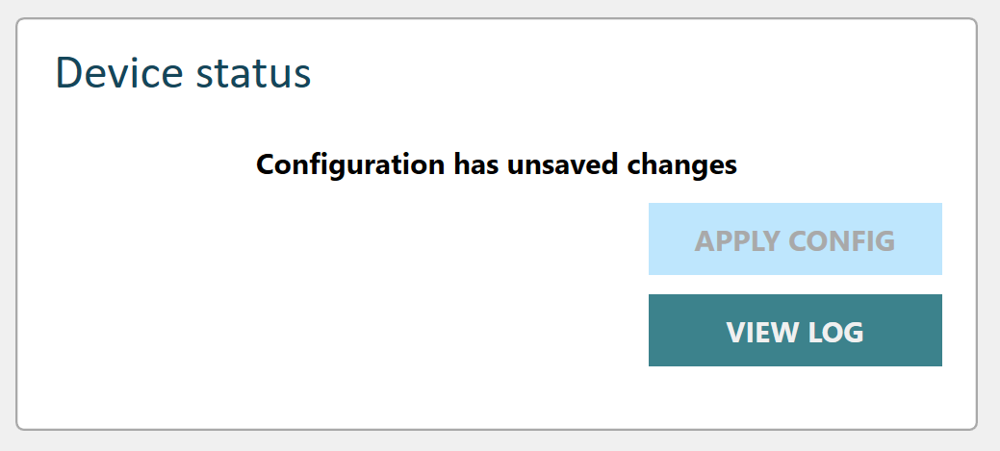 Device status
Configuration has unsaved changes
APPLY CONFIG
VIEW LOG